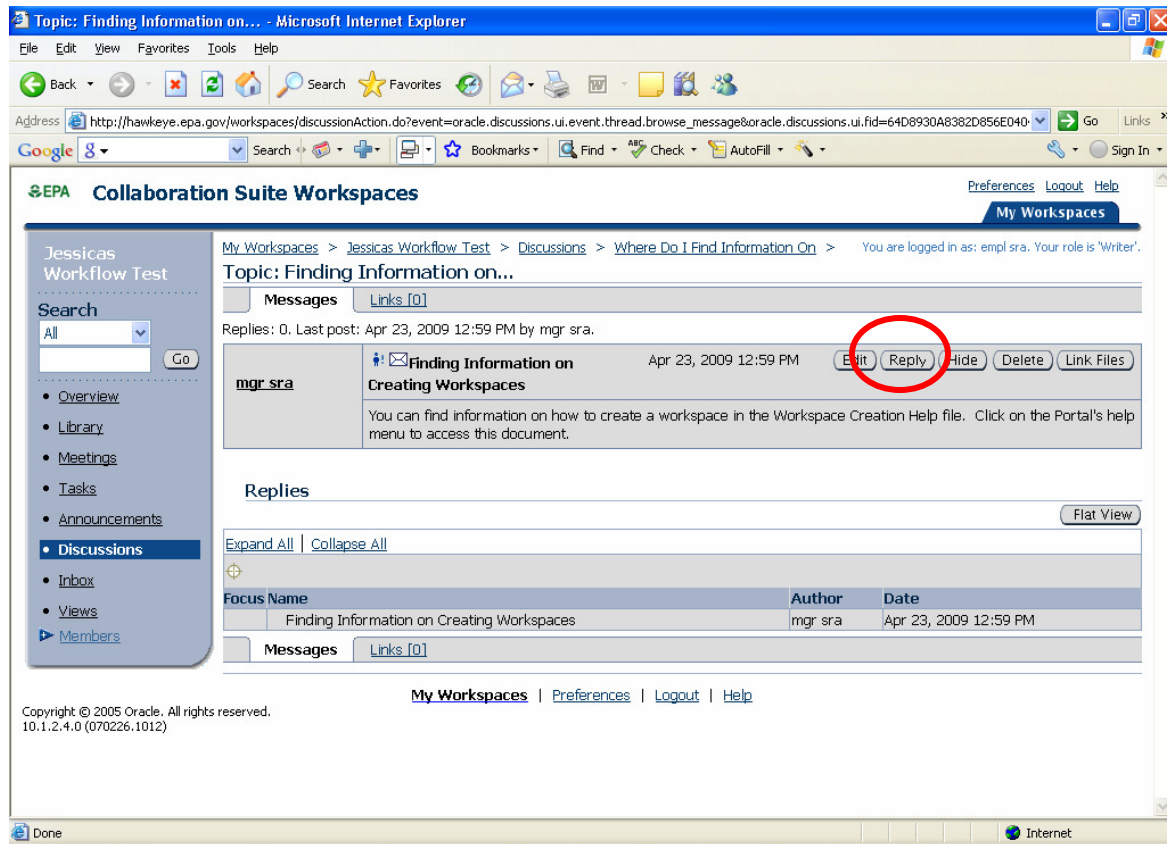 Topic: Finding Information on... - Microsoft Internet Explorer
File Edit View Favorites Tools Help
Back Search Favorites
Address http://hawkeye.epa.gov/workspaces/discussionAction.do?event=oracle.discussions.ui.event.thread.browse_message&oracle.discussions.ui.fid=64D8930A8382D856E040- Go Links »
Google Search Bookmarks Find ABC Check AutoFill Sign In
EPA Collaboration Suite Workspaces
Preferences Logout Help
My Workspaces
Jessicas
Workflow Test
Search
All
Go
• Overview
• Library
• Meetings
• Tasks
• Announcements
• Discussions
• Inbox
• Views
Members
My Workspaces > Jessicas Workflow Test > Discussions > Where Do I Find Information On > You are logged in as: empl sra. Your role is 'Writer'.
Topic: Finding Information on...
Messages Links [0]
Replies: 0. Last post: Apr 23, 2009 12:59 PM by mgr sra.
mgr sra
Finding Information on Apr 23, 2009 12:59 PM Edit Reply Hide Delete Link Files
Creating Workspaces
You can find information on how to create a workspace in the Workspace Creation Help file. Click on the Portal's help
menu to access this document.
Replies
Flat View
Expand All | Collapse All
Focus Name Author Date
Finding Information on Creating Workspaces mgr sra Apr 23, 2009 12:59 PM
Messages Links [0]
My Workspaces | Preferences | Logout | Help
Copyright © 2005 Oracle. All rights reserved.
10.1.2.4.0 (070226.1012)
Done Internet